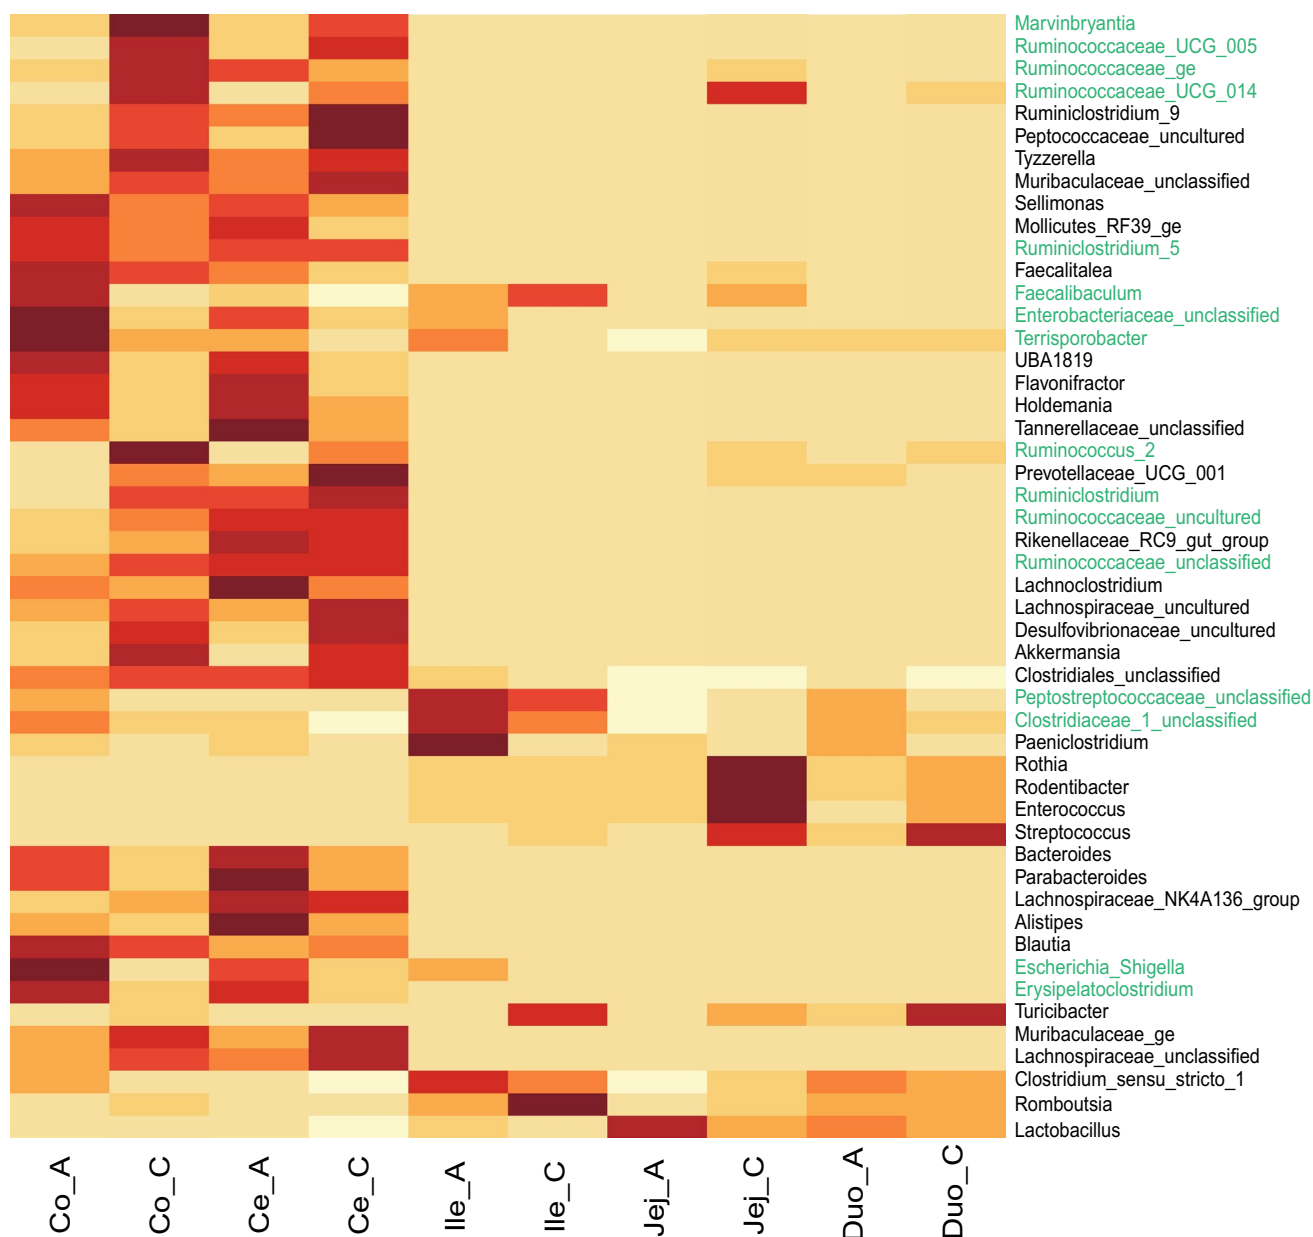 Marvinbryantia
Ruminococcaceae_UCG_005
Ruminococcaceae_ge
Ruminococcaceae_UCG_014
Ruminiclostridium_9
Peptococcaceae_uncultured
Tyzzerella
Muribaculaceae_unclassified
Sellimonas
Mollicutes_RF39_ge
Ruminiclostridium_5
Faecalitalea
Faecalibaculum
Enterobacteriaceae_unclassified
Terrisporobacter
UBA1819
Flavonifractor
Holdemania
Tannerellaceae_unclassified
Ruminococcus_2
Prevotellaceae_UCG_001
Ruminiclostridium
Ruminococcaceae_uncultured
Rikenellaceae_RC9_gut_group
Ruminococcaceae_unclassified
Lachnoclostridium
Lachnospiraceae_uncultured
Desulfovibrionaceae_uncultured
Akkermansia
Clostridiales_unclassified
Peptostreptococcaceae_unclassified
Clostridiaceae_1_unclassified
Paeniclostridium
Rothia
Rodentibacter
Enterococcus
Streptococcus
Bacteroides
Parabacteroides
Lachnospiraceae_NK4A136_group
Alistipes
Blautia
Escherichia_Shigella
Erysipelatoclostridium
Turicibacter
Muribaculaceae_ge
Lachnospiraceae_unclassified
Clostridium_sensu_stricto_1
Romboutsia
Lactobacillus
Co_A
Co_C
Ce_A
Ce_C
Ile_A
Ile_C
Jej_A
Jej_C
Duo_A
Duo_C